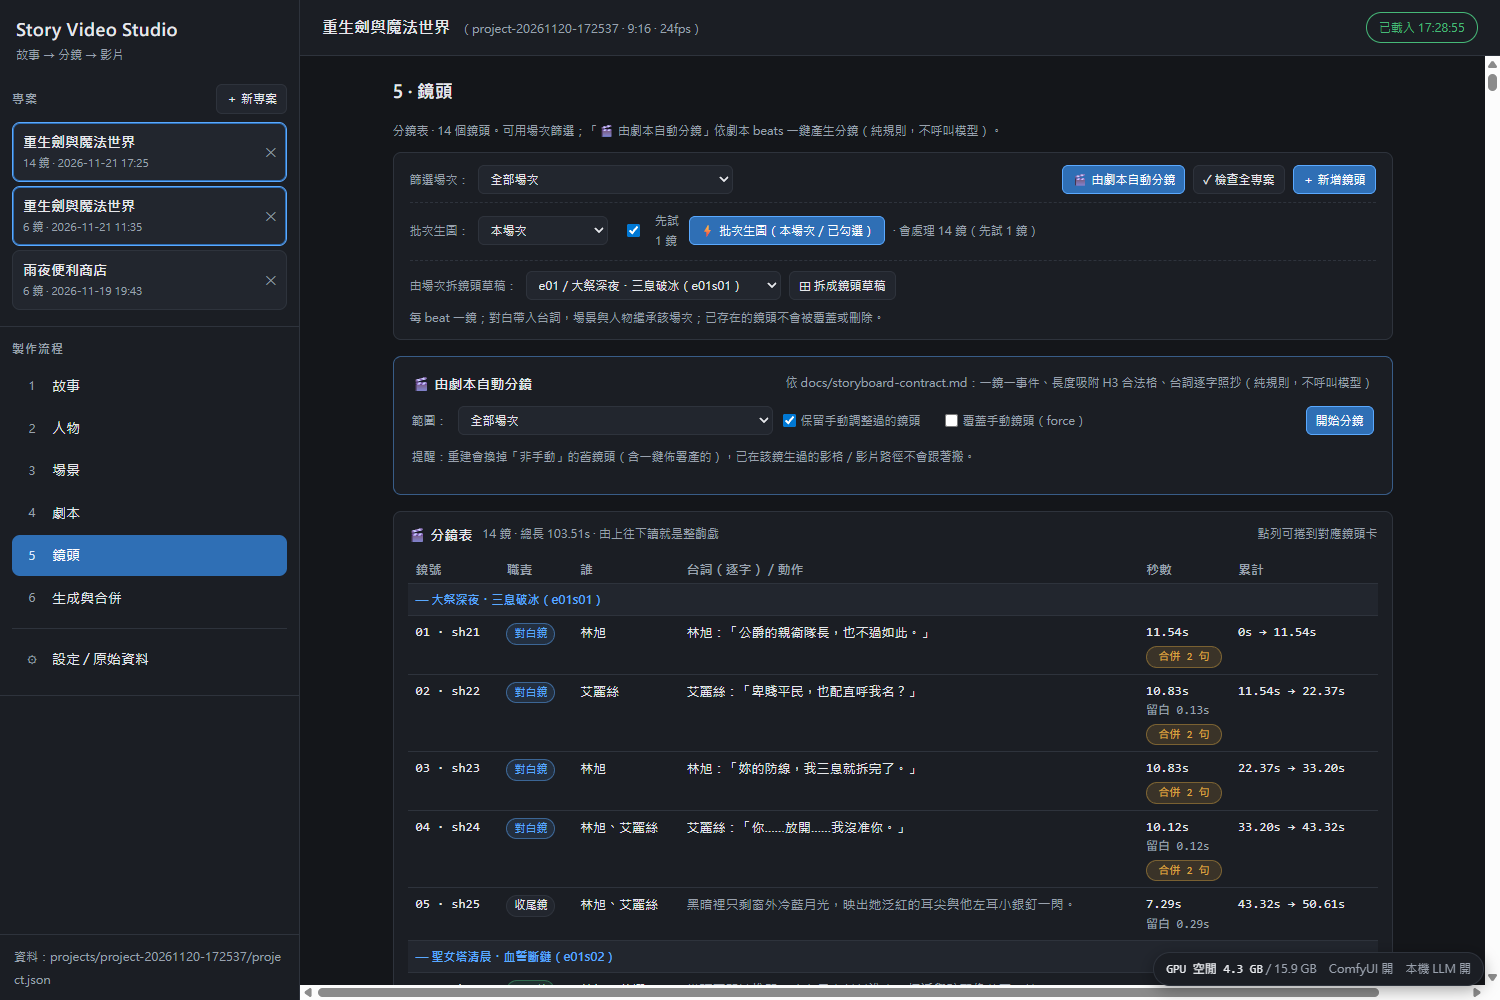 Story Video Studio
故事 → 分鏡 → 影片
專案
+ 新專案
重生劍與魔法世界
14 鏡 · 2026-11-21 17:25
重生劍與魔法世界
6 鏡 · 2026-11-21 11:35
雨夜便利商店
6 鏡 · 2026-11-19 19:43
製作流程
1 故事
2 人物
3 場景
4 劇本
5 鏡頭
6 生成與合併
設定 / 原始資料
資料：projects/project-20261120-172537/proje
ct.json
重生劍與魔法世界 （ project-20261120-172537 · 9:16 · 24fps ）
已載入 17:28:55
5 · 鏡頭
分鏡表 · 14 個鏡頭。可用場次篩選；「🎬 由劇本自動分鏡」依劇本 beats 一鍵產生分鏡（純規則，不呼叫模型）。
篩選場次： 全部場次 🎬 由劇本自動分鏡 ✓ 檢查全專案 + 新增鏡頭
批次生圖： 本場次 先試 1 鏡 ⚡ 批次生圖（本場次 / 已勾選） · 會處理 14 鏡（先試 1 鏡）
由場次拆鏡頭草稿： e01 / 大祭深夜．三息破冰（e01s01） 拆成鏡頭草稿
每 beat 一鏡；對白帶入台詞，場景與人物繼承該場次；已存在的鏡頭不會被覆蓋或刪除。
🎬 由劇本自動分鏡 依 docs/storyboard-contract.md：一鏡一事件、長度吸附 H3 合法格、台詞逐字照抄（純規則，不呼叫模型）
範圍： 全部場次 保留手動調整過的鏡頭 覆蓋手動鏡頭（force） 開始分鏡
提醒：重建會換掉「非手動」的舊鏡頭（含一鍵佈署產的），已在該鏡生過的影格 / 影片路徑不會跟著搬。
🎬 分鏡表 14 鏡 · 總長 103.51s · 由上往下讀就是整齣戲 點列可捲到對應鏡頭卡
鏡號 職責 誰 台詞（逐字）/ 動作 秒數 累計
— 大祭深夜．三息破冰（e01s01）
01 · sh21 對白鏡 林旭 林旭：「公爵的親衛隊長，也不過如此。」 11.54s 0s → 11.54s
合併 2 句
02 · sh22 對白鏡 艾麗絲 艾麗絲：「卑賤平民，也配直呼我名？」 10.83s 11.54s → 22.37s
留白 0.13s
合併 2 句
03 · sh23 對白鏡 林旭 林旭：「妳的防線，我三息就拆完了。」 10.83s 22.37s → 33.20s
合併 2 句
04 · sh24 對白鏡 林旭、艾麗絲 艾麗絲：「你……放開……我沒准你。」 10.12s 33.20s → 43.32s
留白 0.12s
合併 2 句
05 · sh25 收尾鏡 林旭、艾麗絲 黑暗裡只剩窗外冷藍月光，映出她泛紅的耳尖與他左耳小銀釘一閃。 7.29s 43.32s → 50.61s
留白 0.29s
— 聖女塔清晨．血誓斷鏈（e01s02）
GPU 空閒 4.3 GB / 15.9 GB ComfyUI 開 本機 LLM 開